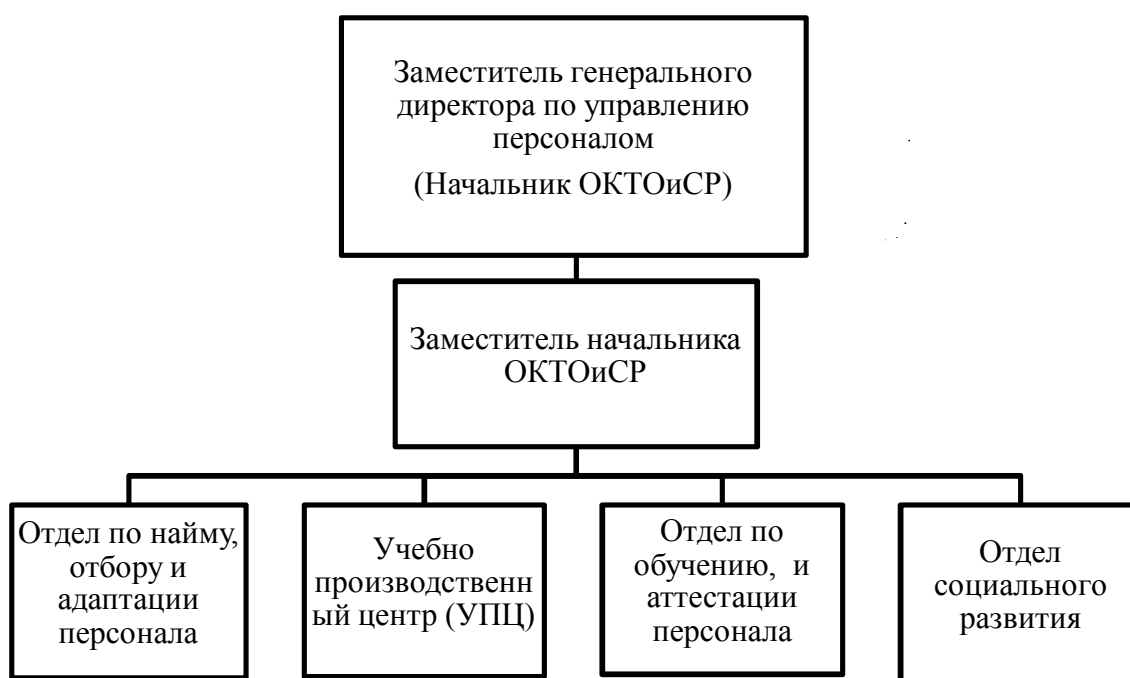 Заместитель генерального
директора по управлению
персоналом
(Начальник ОКТОиСР)
Заместитель начальника
ОКТОиСР
Отдел по найму,
отбору и
адаптации
персонала
Учебно
производственн
ый центр (УПЦ)
Отдел по
обучению, и
аттестации
персонала
Отдел
социального
развития